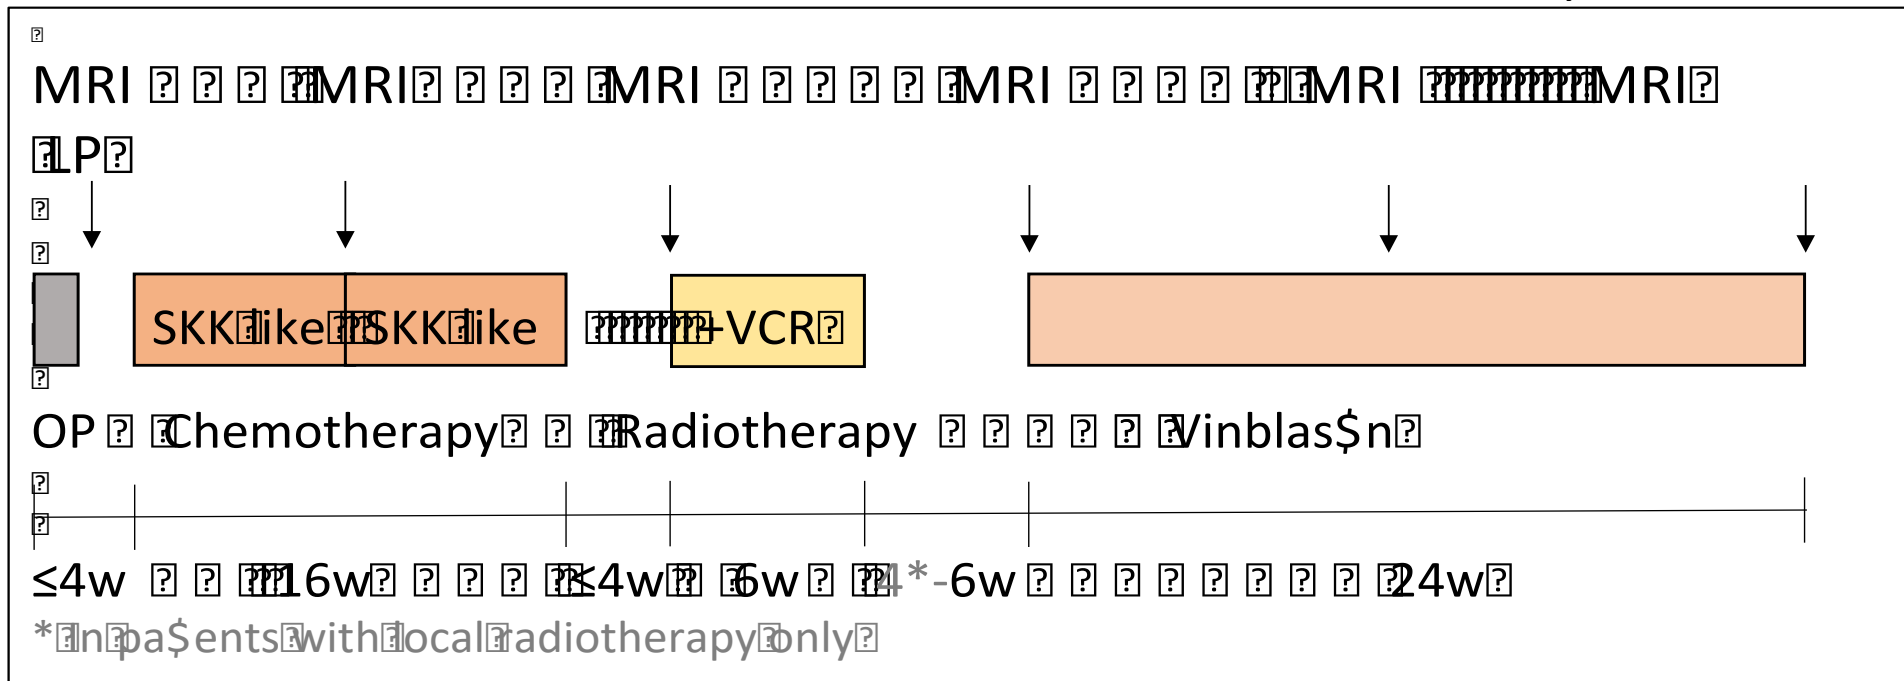 MRI MRI MRI MRI MRI MRI
LP
SKK like SKK like +VCR
OP Chemotherapy Radiotherapy Vinblas$n
≤4w 16w ≤4w 6w 4*-6w 24w
* In pa$ents with local radiotherapy only